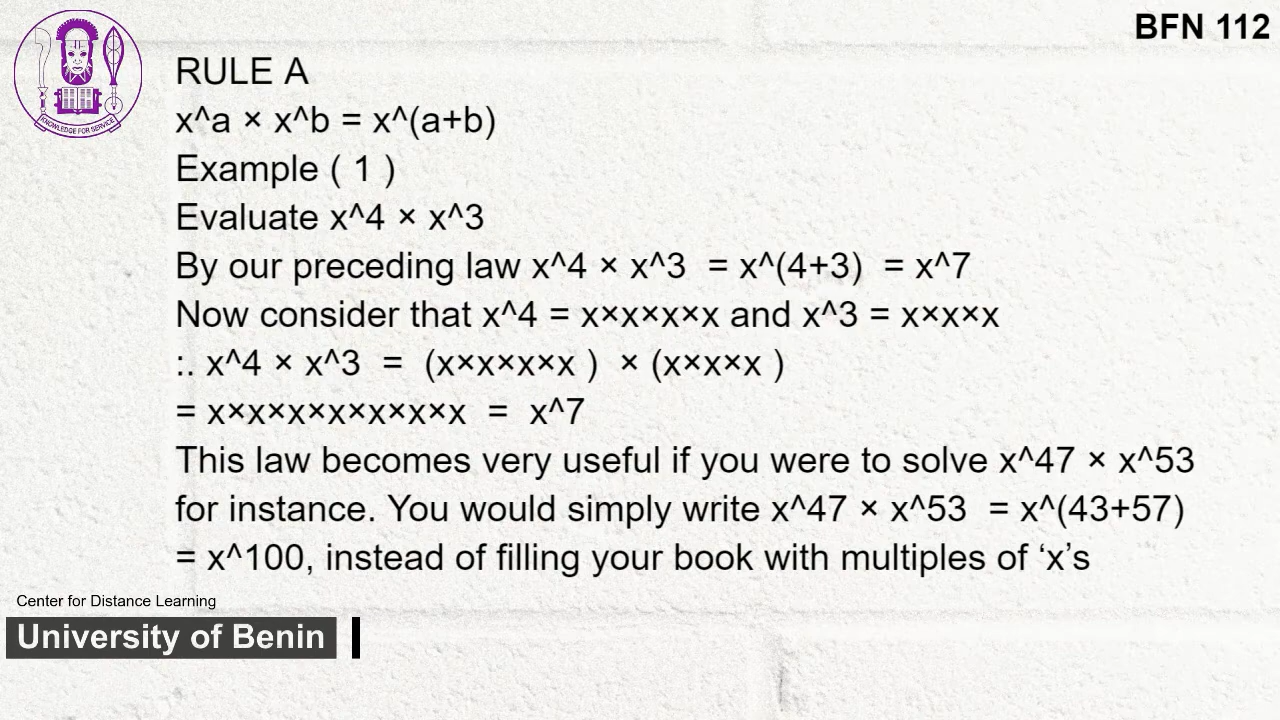 BFN 112
KNOWLEDGE FOR SERVICE
RULE A
x^a × x^b = x^(a+b)
Example ( 1 )
Evaluate x^4 × x^3
By our preceding law x^4 × x^3  = x^(4+3)  = x^7
Now consider that x^4 = x×x×x×x and x^3 = x×x×x
:. x^4 × x^3  =  (x×x×x×x )  × (x×x×x )
= x×x×x×x×x×x×x  =  x^7
This law becomes very useful if you were to solve x^47 × x^53
for instance. You would simply write x^47 × x^53  = x^(43+57)
= x^100, instead of filling your book with multiples of ‘x’s
Center for Distance Learning
University of Benin